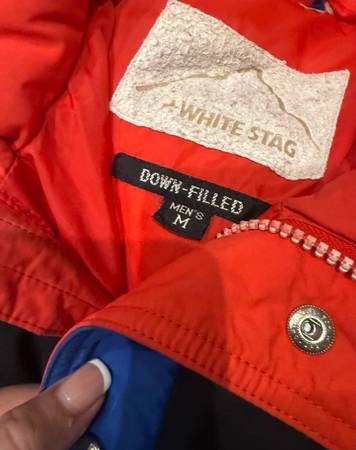 WHITE STAG
DOWN-FILLED
MEN'S
M